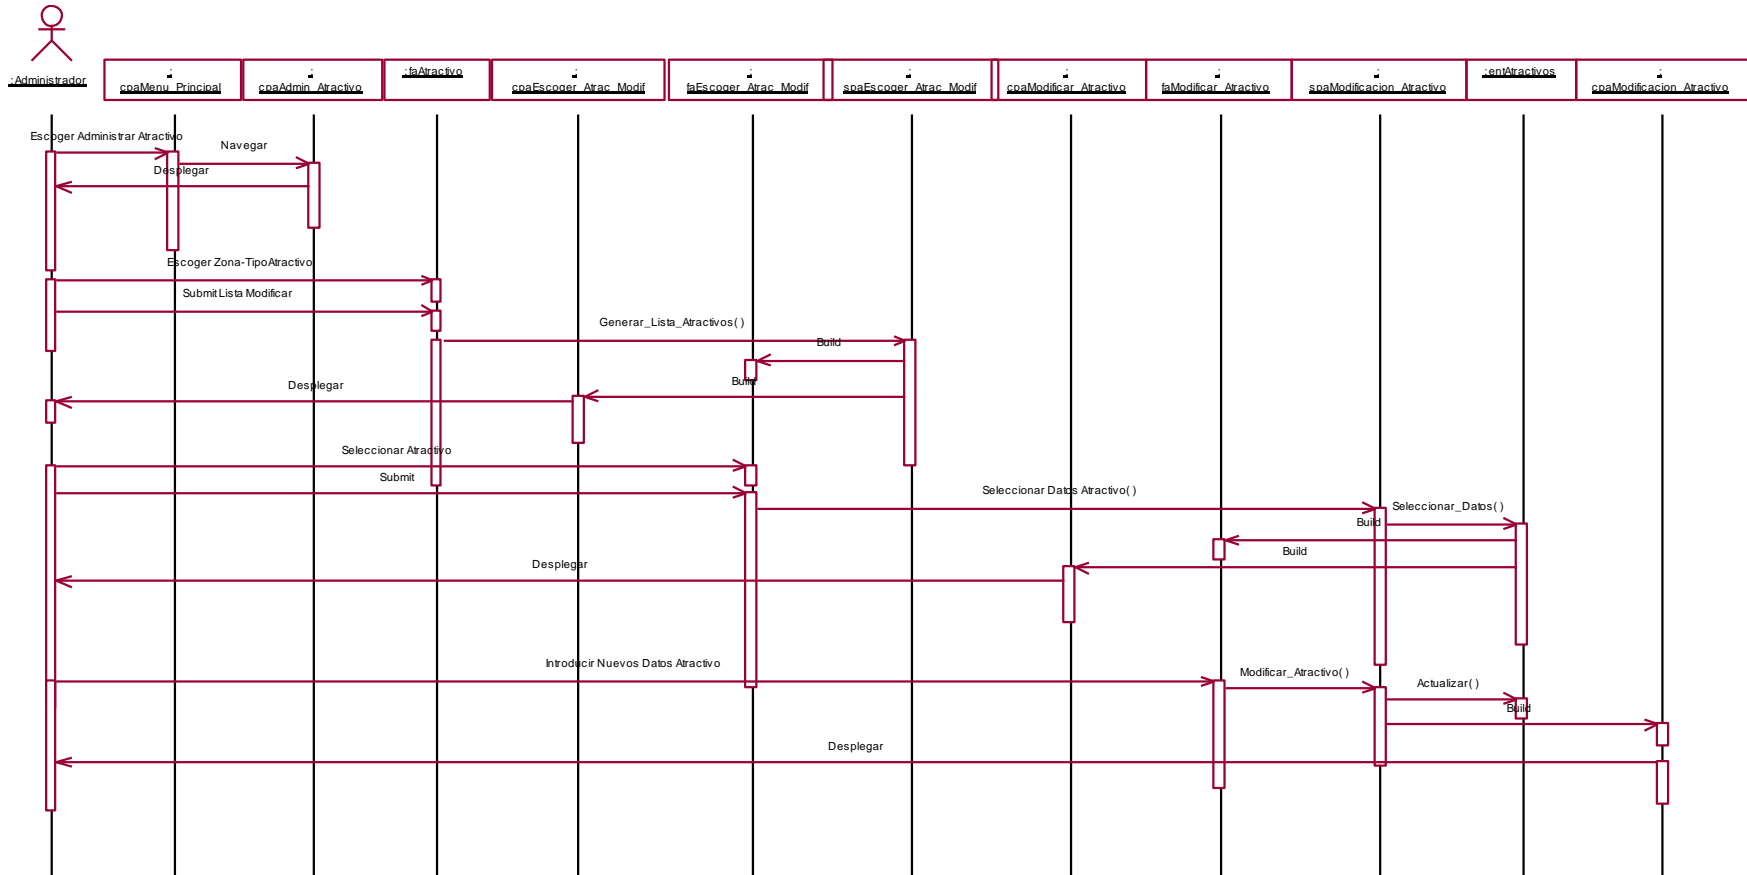 :Administrador
:
cpaMenu_Principal
:
cpaAdmin_Atractivo
:faAtractivo
:
cpaEscoger_Atrac_Modif
:
faEscoger_Atrac_Modif
:
spaEscoger_Atrac_Modif
:
cpaModificar_Atractivo
:
faModificar_Atractivo
:
spaModificacion_Atractivo
:entAtractivos
:
cpaModificacion_Atractivo
Escoger Administrar Atractivo
Navegar
Desplegar
Escoger Zona-TipoAtractivo
Submit Lista Modificar
Generar_Lista_Atractivos( )
Build
Build
Desplegar
Seleccionar Atractivo
Submit
Seleccionar Datos Atractivo( )
Seleccionar_Datos( )
Build
Build
Desplegar
Introducir Nuevos Datos Atractivo
Modificar_Atractivo( )
Actualizar( )
Build
Desplegar